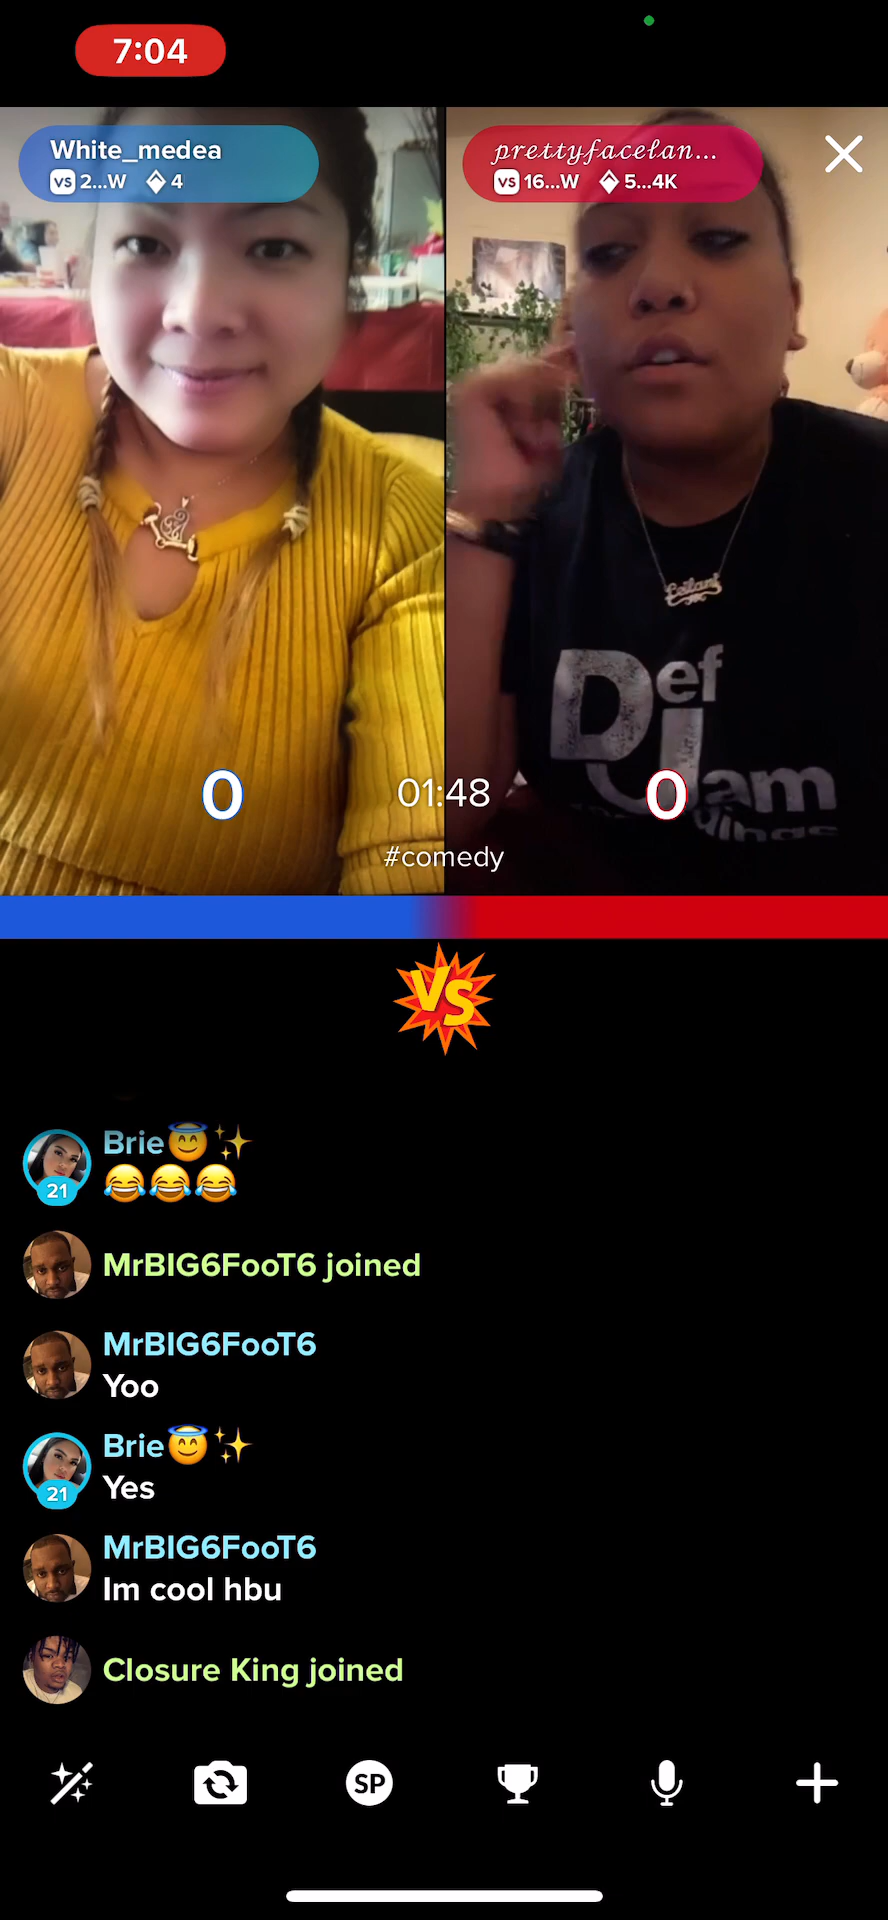 7:04
White_medea
VS 2...W 4
prettyfacelan...
VS 16...W 5...4K
Leilani
Def
Jam
0
01:48
0
#comedy
VS
Brie😇✨
😂😂😂
21
MrBIG6FooT6 joined
MrBIG6FooT6
Yoo
Brie😇✨
Yes
21
MrBIG6FooT6
Im cool hbu
Closure King joined
SP